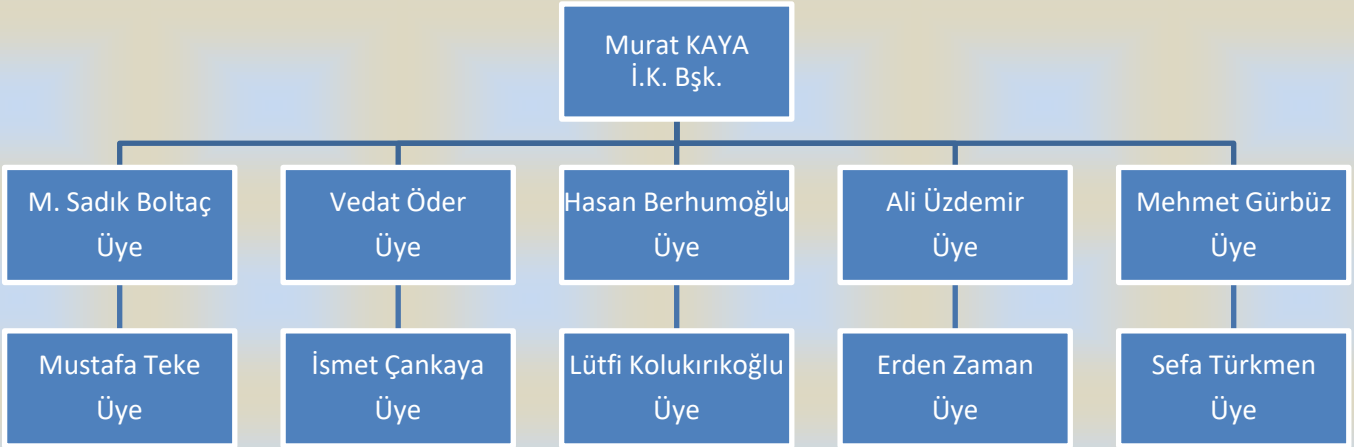 Murat KAYA
İ.K. Bşk.
M. Sadık Boltaç
Üye
Vedat Öder
Üye
Hasan Berhumoğlu
Üye
Ali Üzdemir
Üye
Mehmet Gürbüz
Üye
Mustafa Teke
Üye
İsmet Çankaya
Üye
Lütfi Kolukırıkoğlu
Üye
Erden Zaman
Üye
Sefa Türkmen
Üye